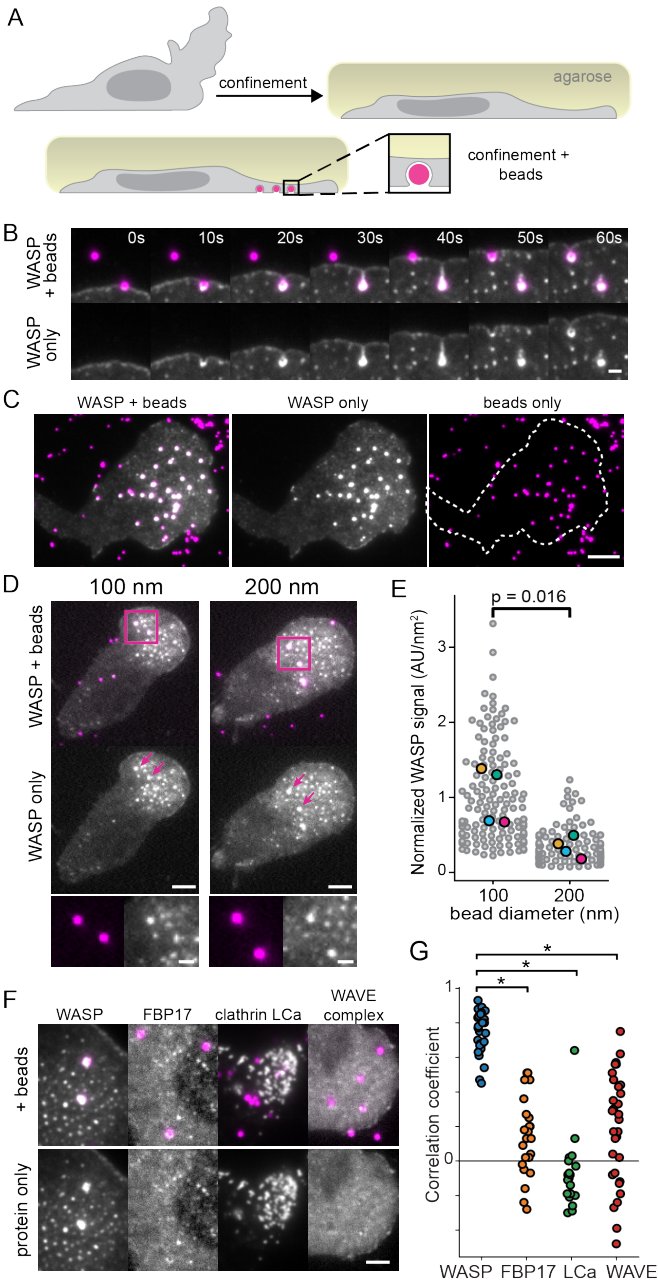 A
confinement
agarose
confinement +
beads
B
0s 10s 20s 30s 40s 50s 60s
WASP
+ beads
WASP
only
C
WASP + beads WASP only beads only
D
100 nm 200 nm
WASP + beads
WASP only
E
p = 0.016
Normalized WASP signal (AU/nm²)
3
2
1
0
100 200
bead diameter (nm)
F
WASP FBP17 clathrin LCa WAVE
complex
+ beads
protein only
G
*
*
*
Correlation coefficient
1
0
WASP FBP17 LCa WAVE